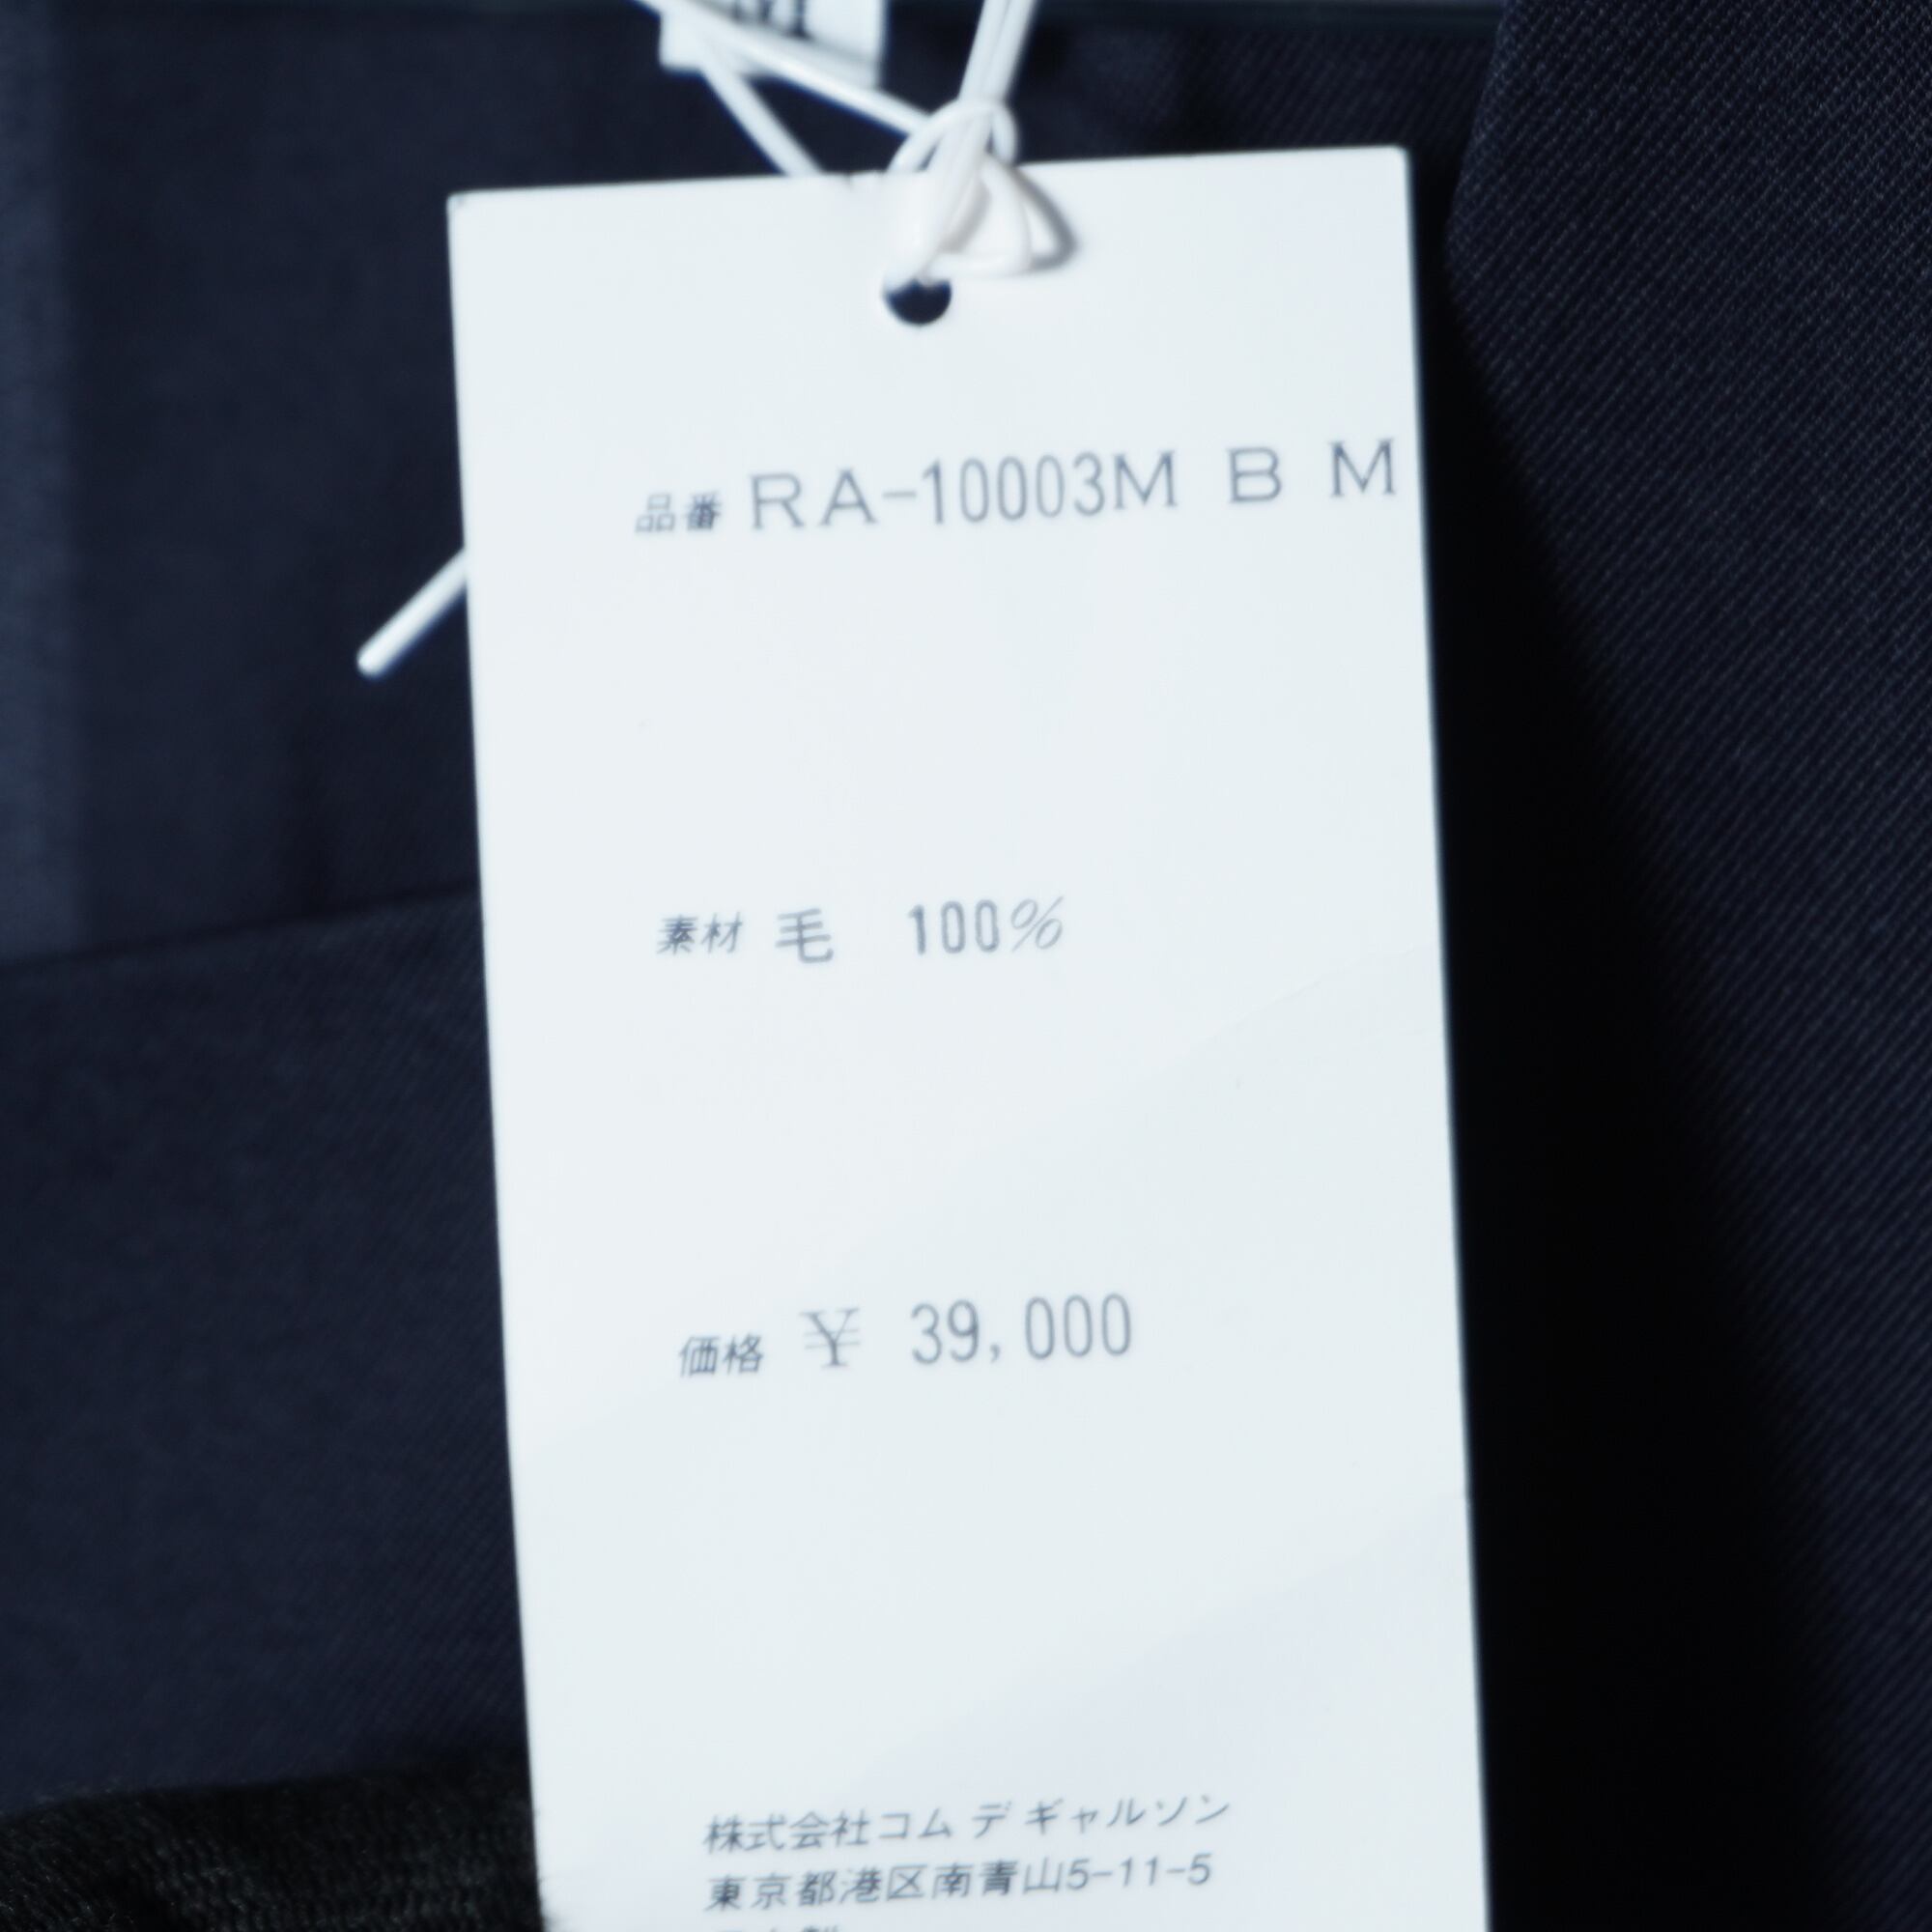 品番 RA-10003M B M
素材 毛 100%
価格 ¥ 39,000
株式会社コム デ ギャルソン
東京都港区南青山5-11-5